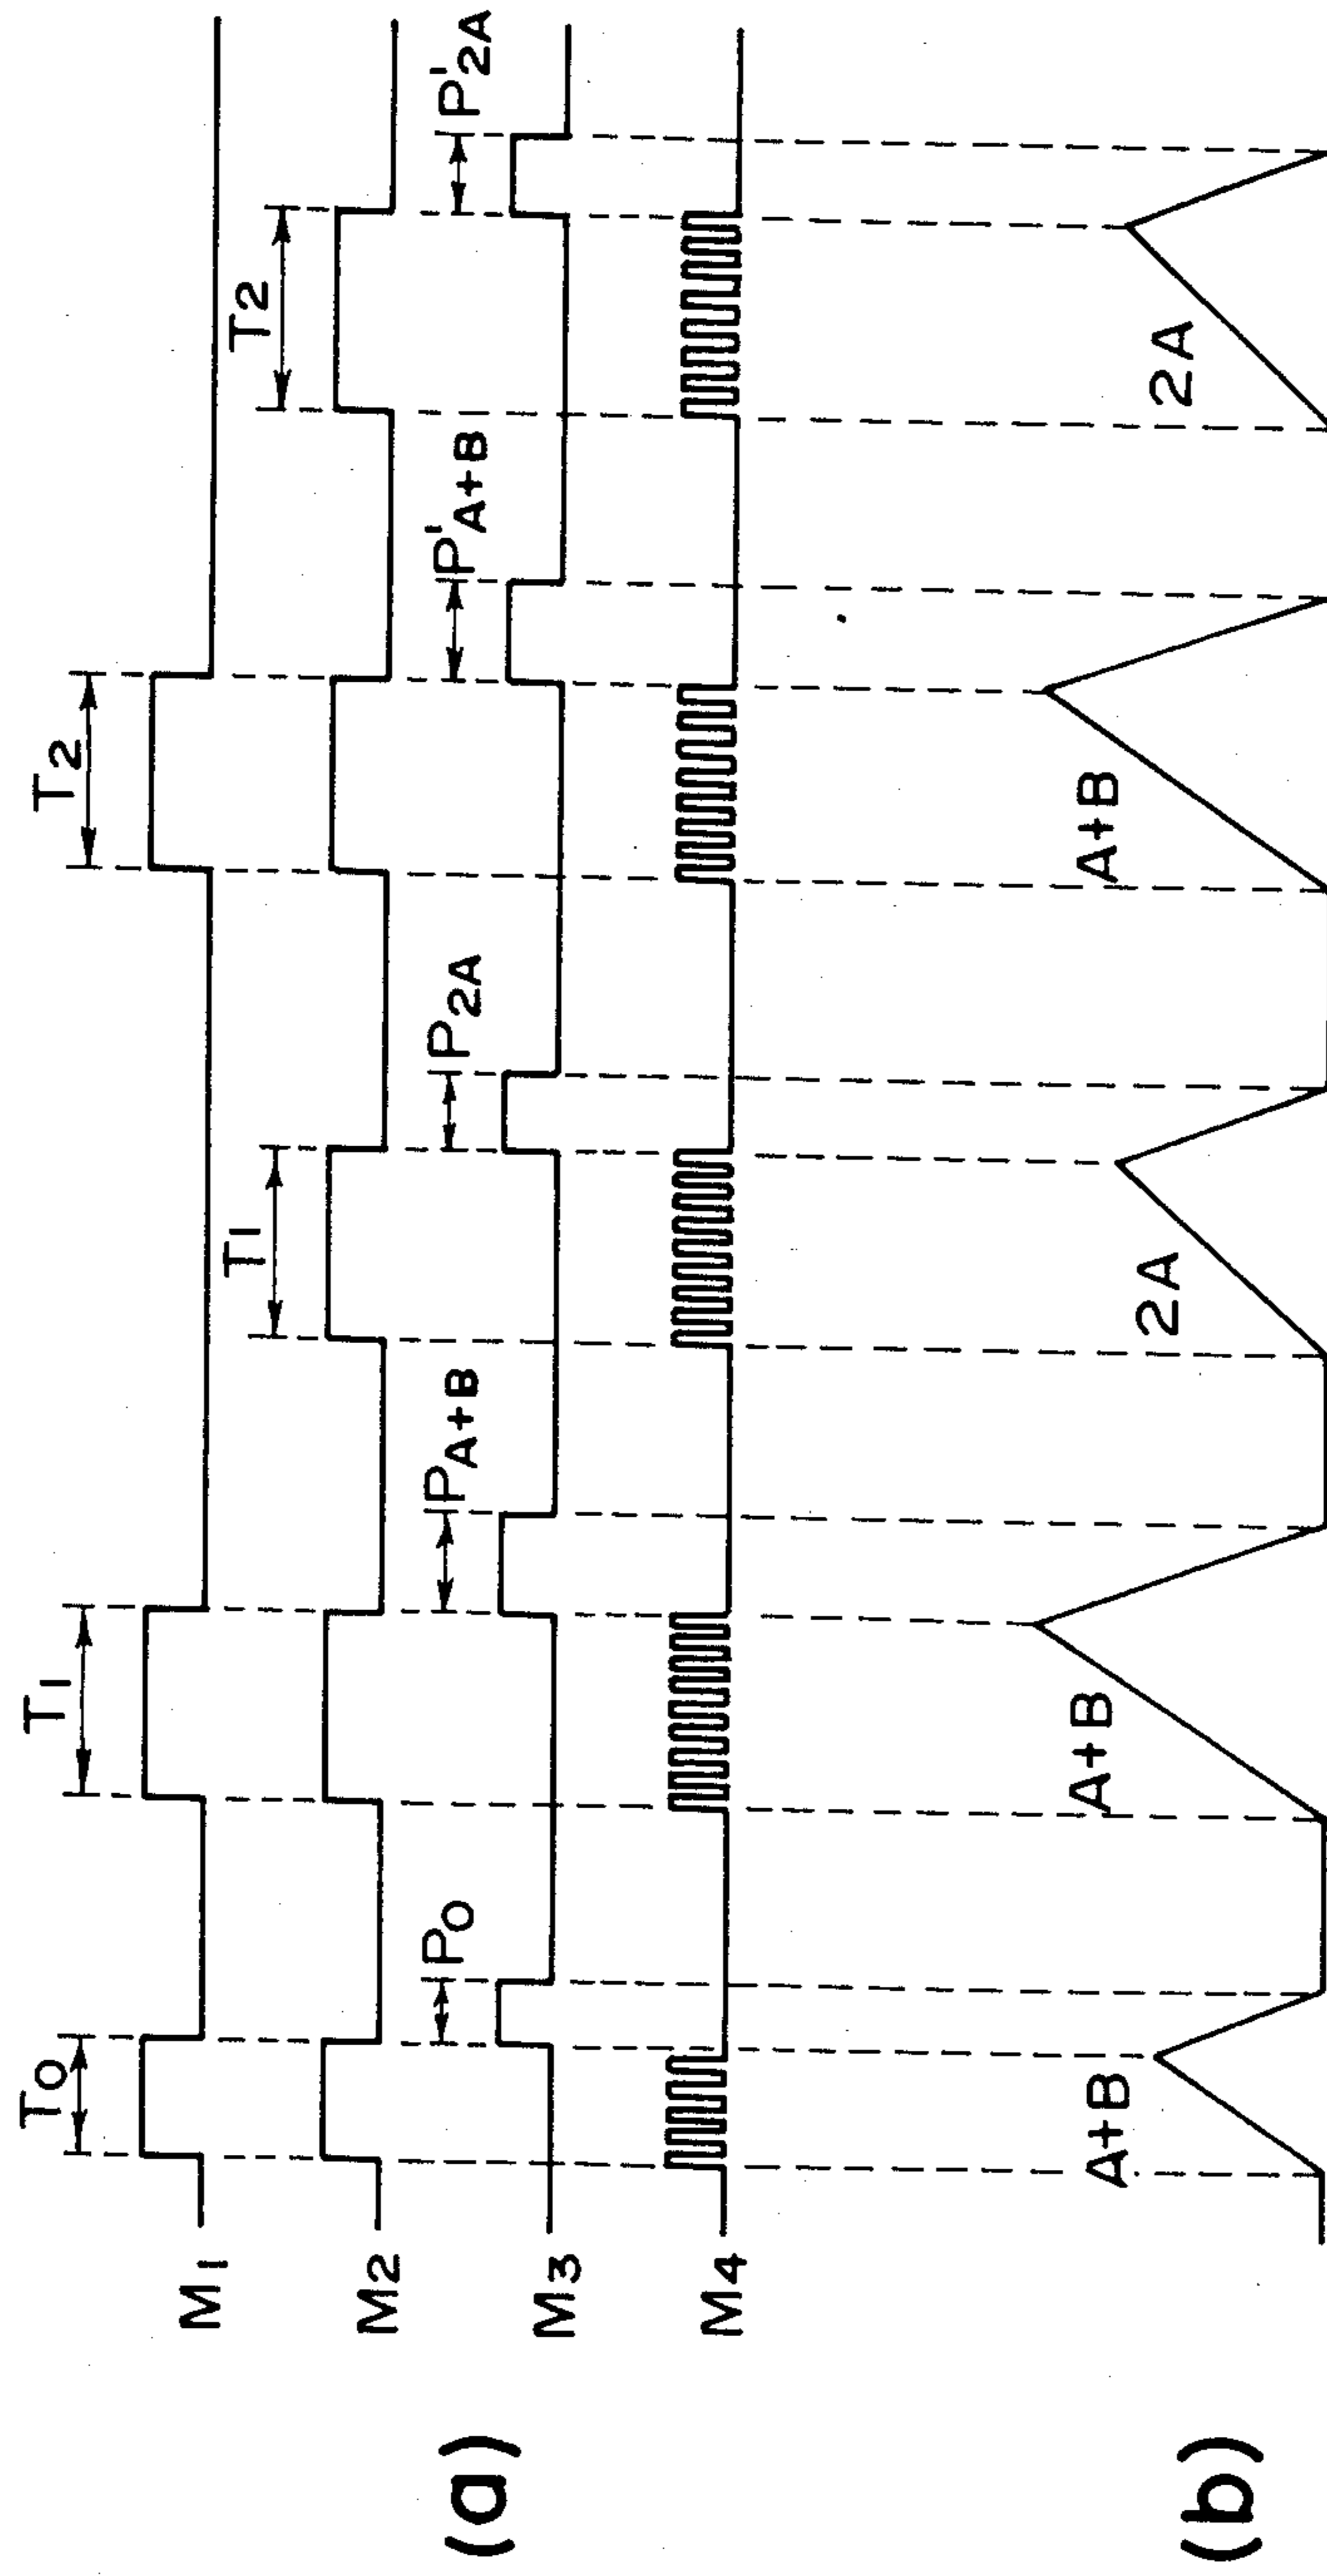 T0 T1 T2
M1
T1 T2
M2
P0 PA+B P2A P'A+B P'2A
M3
M4
(a)
A+B A+B 2A A+B 2A
(b)